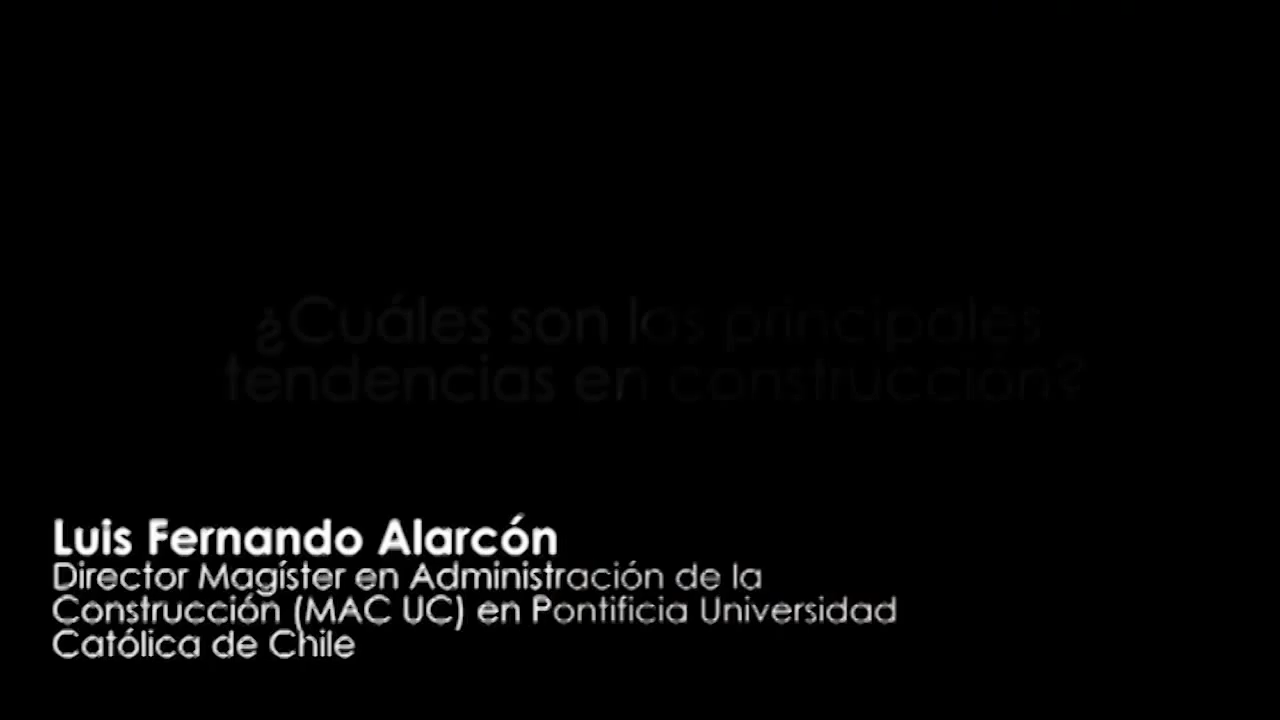 ¿Cuáles son las principales
tendencias en construcción?
Luis Fernando Alarcón
Director Magíster en Administración de la
Construcción (MAC UC) en Pontificia Universidad
Católica de Chile